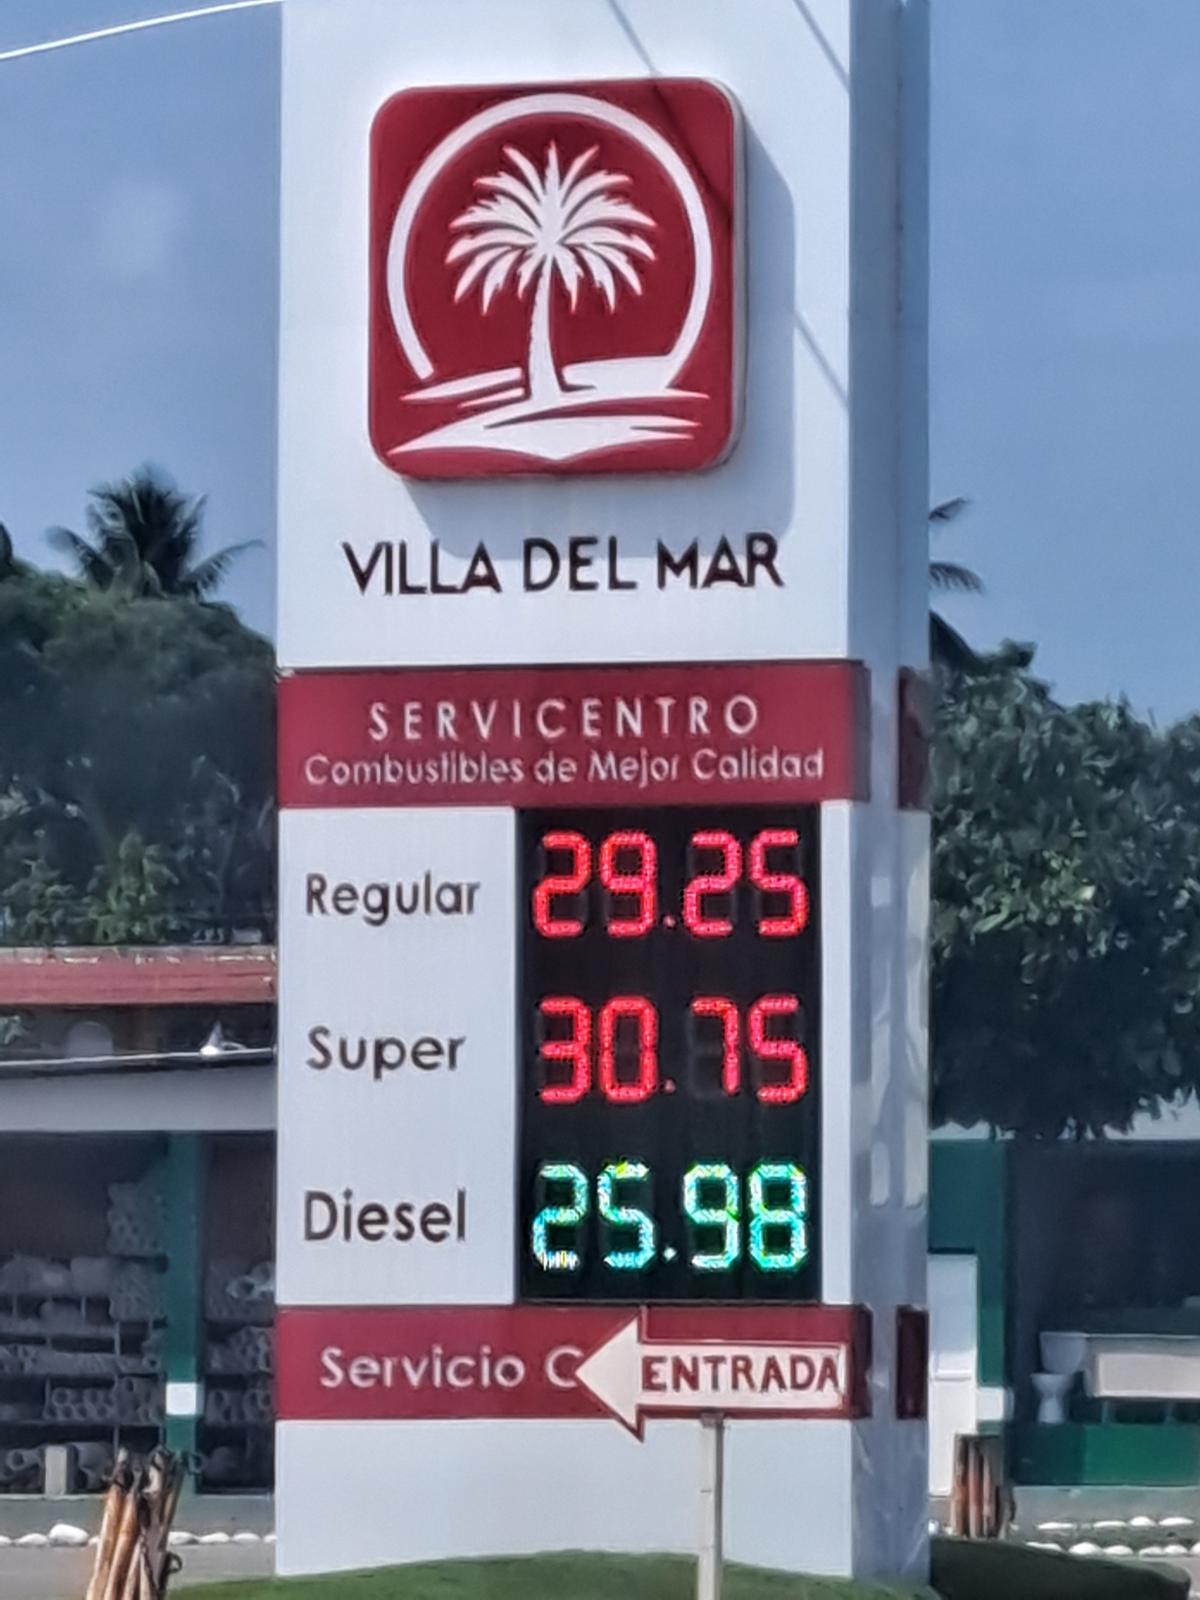 VILLA DEL MAR
SERVICENTRO
Combustibles de Mejor Calidad
Regular 29.25
Super 30.75
Diesel 25.98
Servicio
ENTRADA